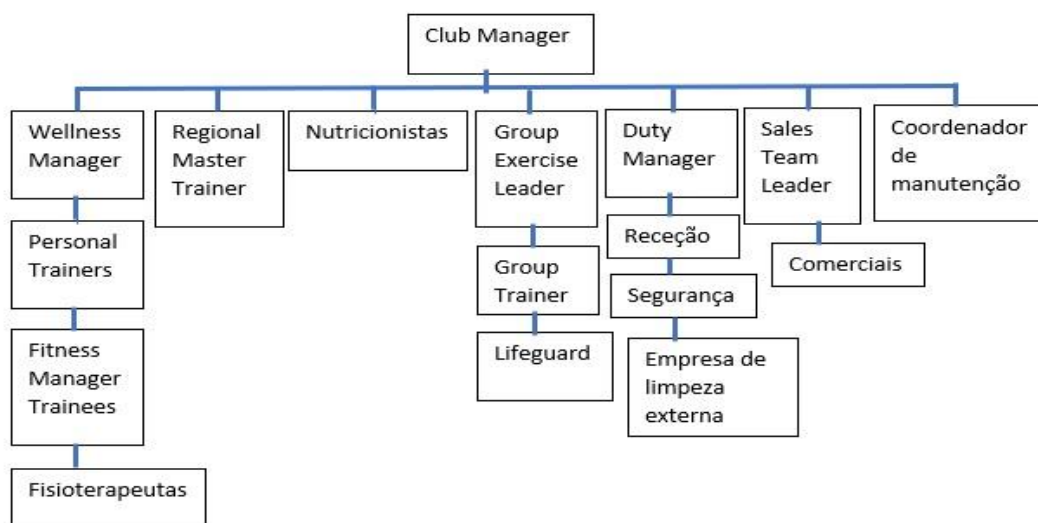 Club Manager
Wellness
Manager
Regional
Master
Trainer
Nutricionistas
Group
Exercise
Leader
Duty
Manager
Sales
Team
Leader
Coordenador
de
manutenção
Personal
Trainers
Group
Trainer
Receção
Comerciais
Segurança
Fitness
Manager
Trainees
Lifeguard
Empresa de
limpeza
externa
Fisioterapeutas